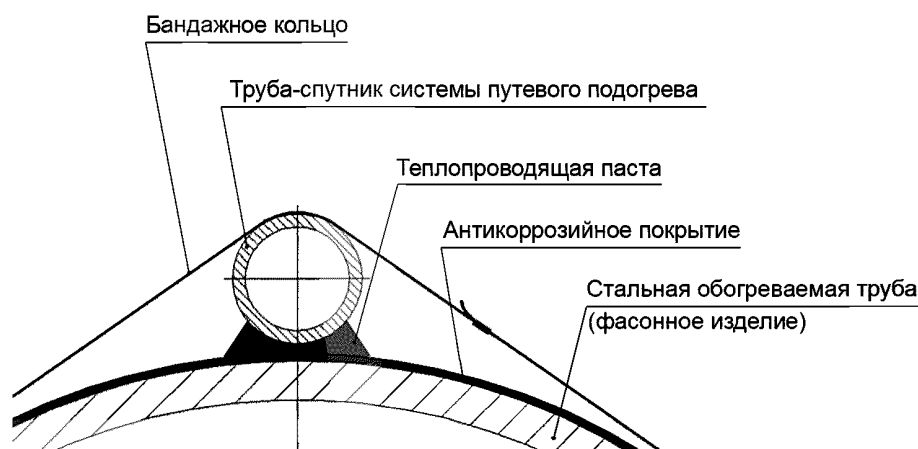 Бандажное кольцо
Труба-спутник системы путевого подогрева
Теплопроводящая паста
Антикоррозийное покрытие
Стальная обогреваемая труба
(фасонное изделие)